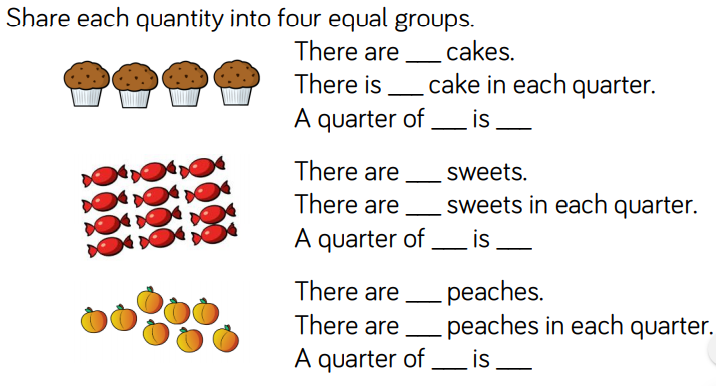 Share each quantity into four equal groups.
There are ___ cakes.
There is ___ cake in each quarter.
A quarter of ___ is ___
There are ___ sweets.
There are ___ sweets in each quarter.
A quarter of ___ is ___
There are ___ peaches.
There are ___ peaches in each quarter.
A quarter of ___ is ___